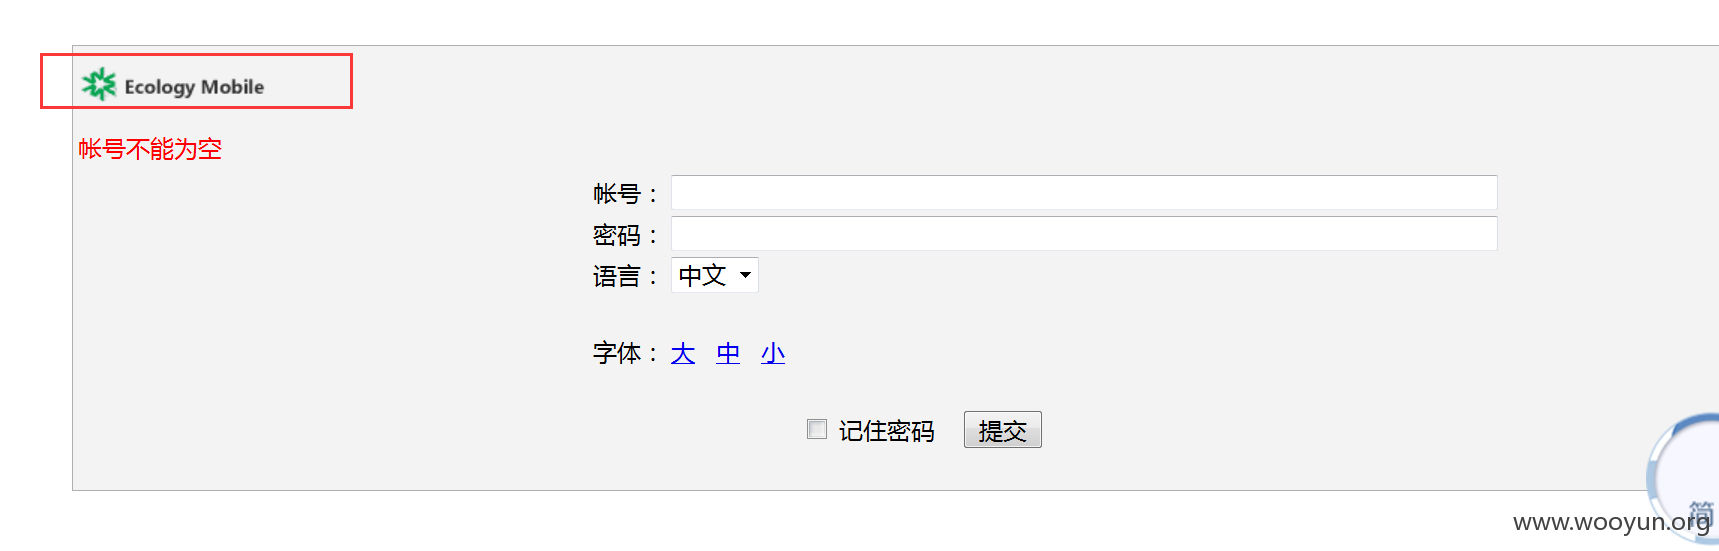 Ecology Mobile
帐号不能为空
帐号：
密码：
语言： 中文
字体： 大 中 小
记住密码 提交
简
www.wooyun.org